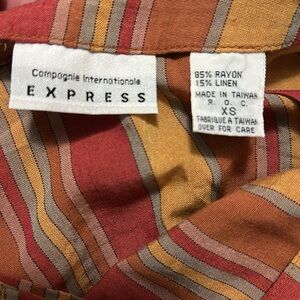 Compagnie Internationale
EXPRESS
85% RAYON
15% LINEN
MADE IN TAIWAN
R. O. C.
XS
FABRIQUE A TAIWAN
OVER FOR CARE